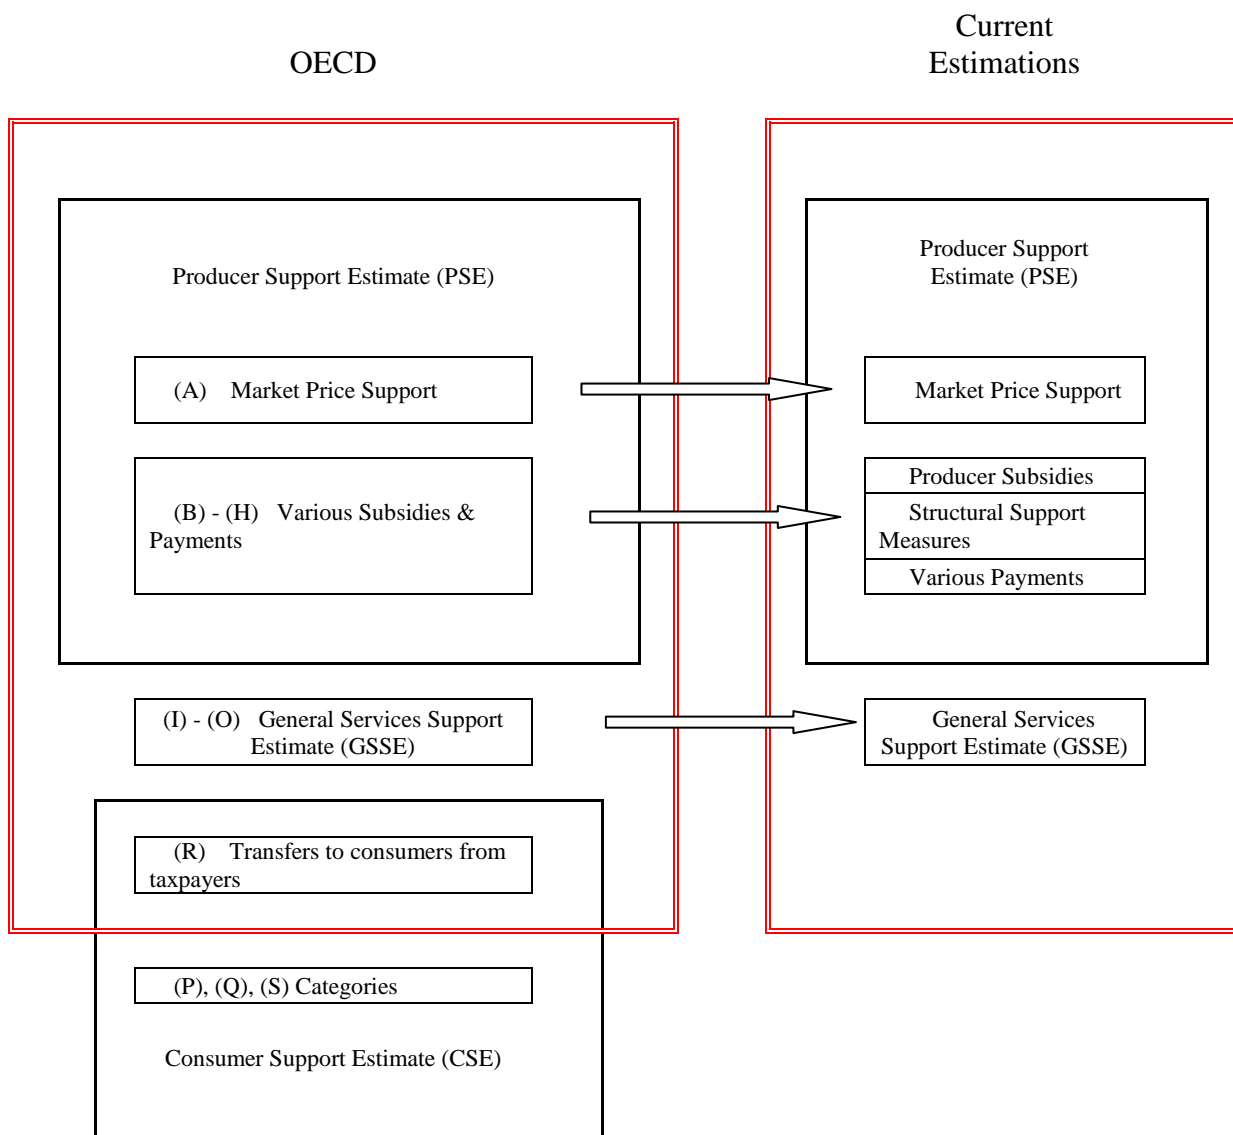 OECD
Current
Estimations
Producer Support Estimate (PSE)
(A) Market Price Support
(B) - (H) Various Subsidies &
Payments
(I) - (O) General Services Support
Estimate (GSSE)
(R) Transfers to consumers from
taxpayers
(P), (Q), (S) Categories
Consumer Support Estimate (CSE)
Producer Support
Estimate (PSE)
Market Price Support
Producer Subsidies
Structural Support
Measures
Various Payments
General Services
Support Estimate (GSSE)